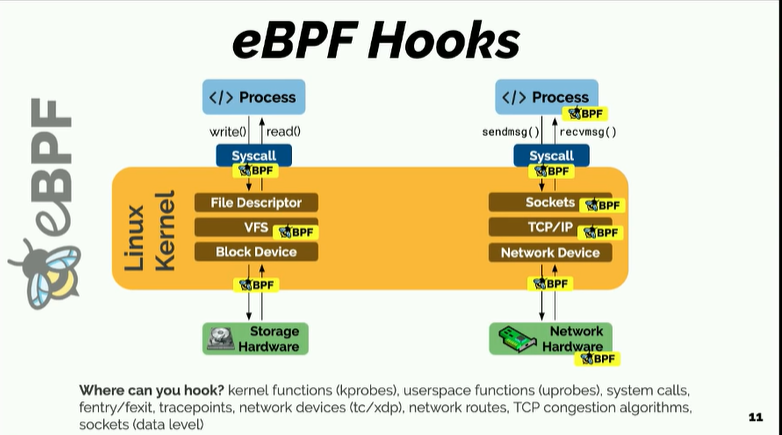 eBPF Hooks
eBPF
</> Process
write()
read()
Syscall
BPF
Linux
Kernel
File Descriptor
VFS
BPF
Block Device
BPF
Storage
Hardware
</> Process
BPF
sendmsg()
recvmsg()
Syscall
BPF
Sockets
BPF
TCP/IP
BPF
Network Device
BPF
Network
Hardware
BPF
Where can you hook? kernel functions (kprobes), userspace functions (uprobes), system calls,
fentry/fexit, tracepoints, network devices (tc/xdp), network routes, TCP congestion algorithms,
sockets (data level)
11